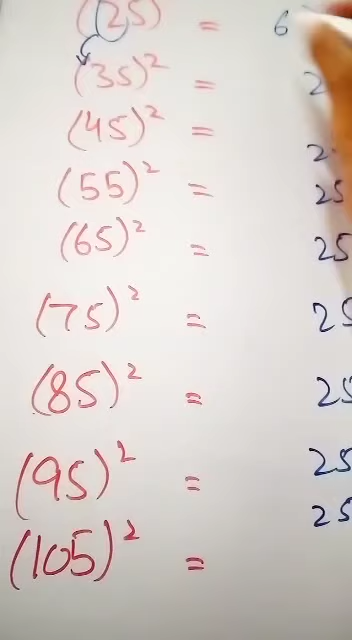 (25) = 6
(35)² = 2
(45)² = 2
(55)² = 25
(65)² = 25
(75)² = 25
(85)² = 25
(95)² = 25
(105)² = 25